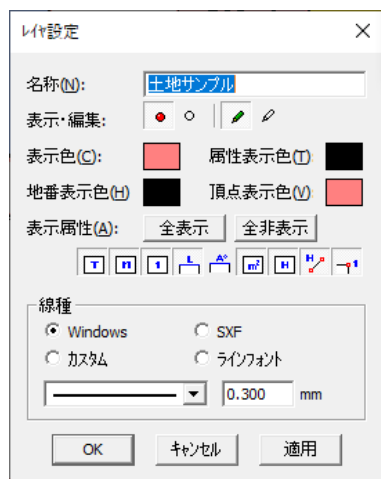 ﾚｲﾔ設定
名称(N): 土地サンプル
表示・編集:
表示色(C): 属性表示色(T):
地番表示色(H) 頂点表示色(V):
表示属性(A): 全表示 全非表示
T n 1 L A° m² H H 1
線種
Windows SXF
ｶｽﾀﾑ ﾗｲﾝﾌｫﾝﾄ
0.300 mm
OK ｷｬﾝｾﾙ 適用